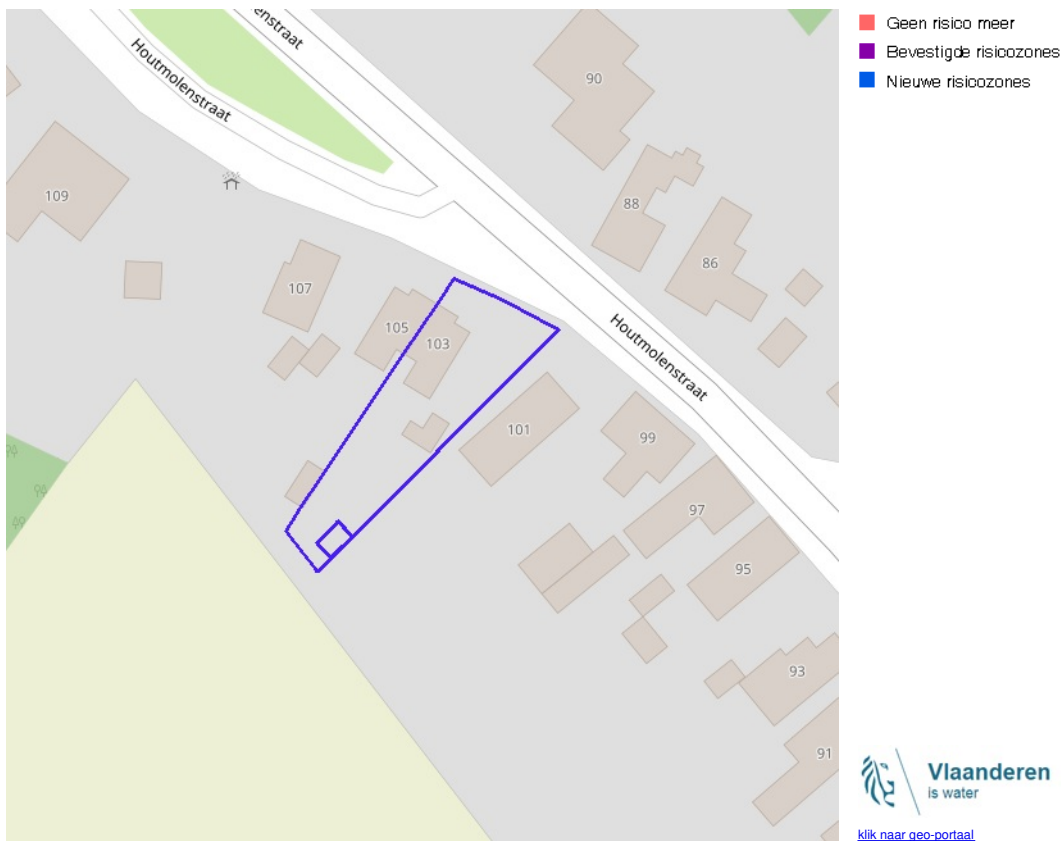 Houtmolenstraat
enstraat
90
109
88
86
107
105
103
Houtmolenstraat
101
99
97
95
93
91
Geen risico meer
Bevestigde risicozones
Nieuwe risicozones
Vlaanderen
is water
klik naar geo-portaal